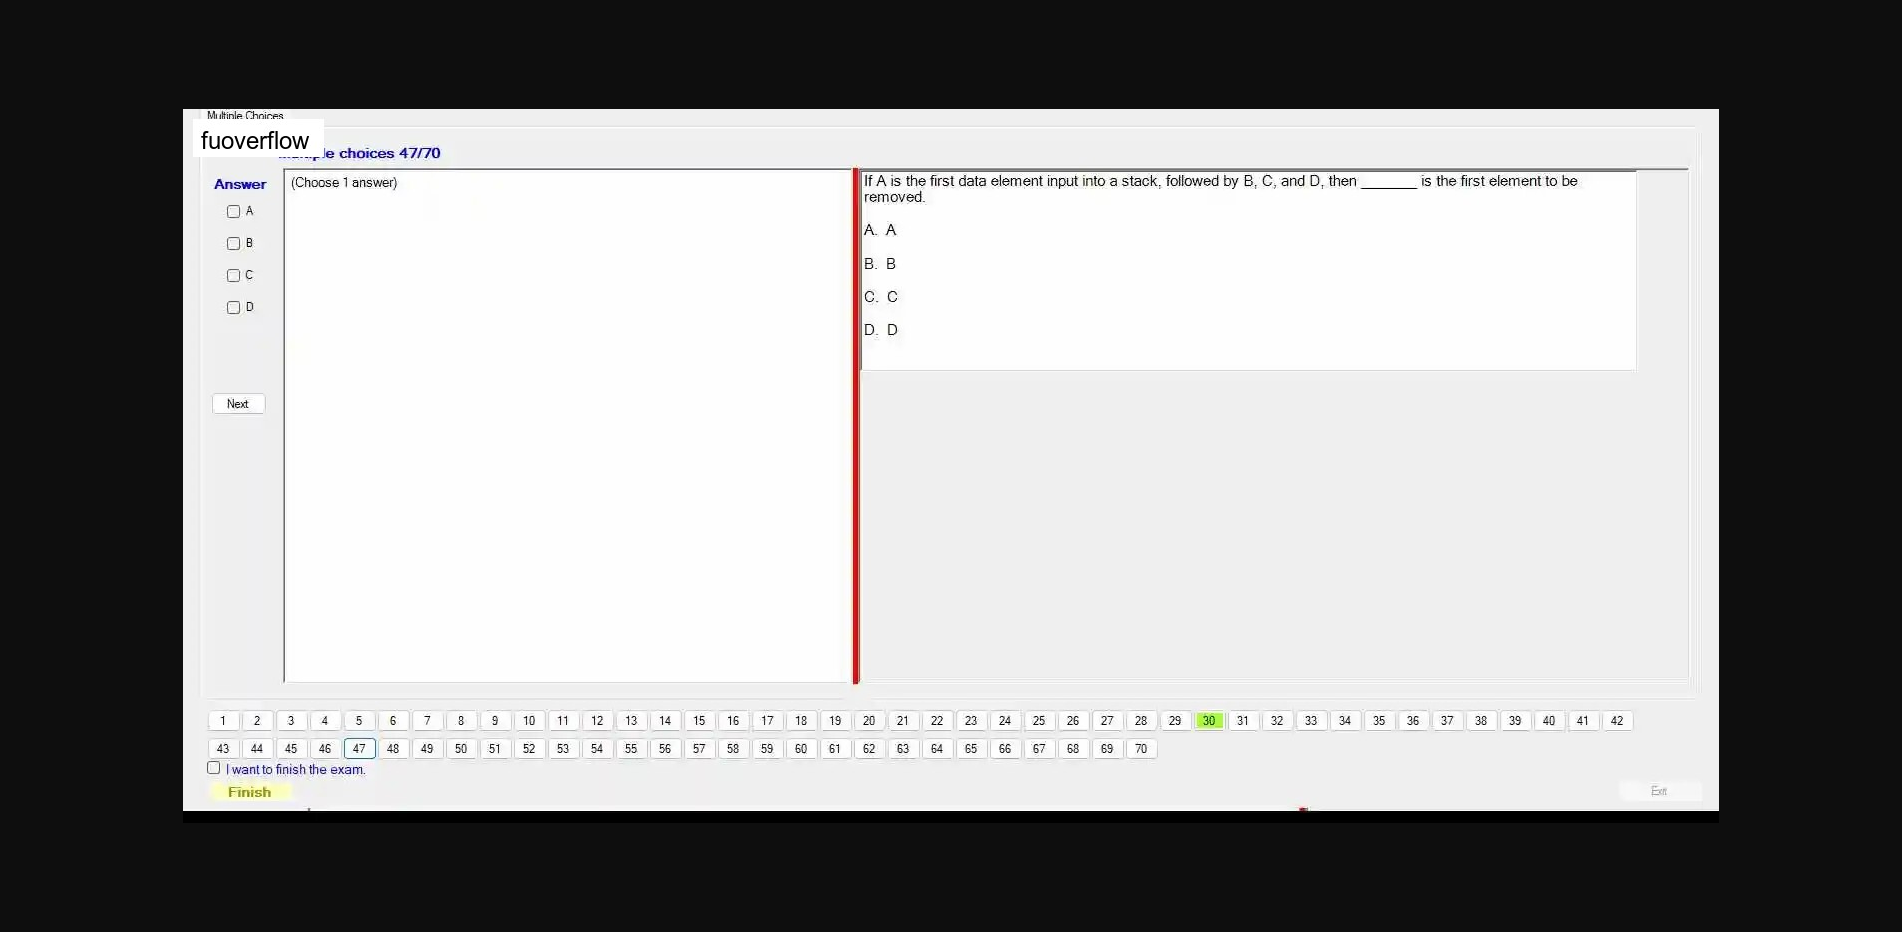 Multiple Choices
fuoverflow
choices 47/70
Answer
(Choose 1 answer)
A
B
C
D
Next
If A is the first data element input into a stack, followed by B, C, and D, then _______ is the first element to be
removed.
A. A
B. B
C. C
D. D
1 2 3 4 5 6 7 8 9 10 11 12 13 14 15 16 17 18 19 20 21 22 23 24 25 26 27 28 29 30 31 32 33 34 35 36 37 38 39 40 41 42
43 44 45 46 47 48 49 50 51 52 53 54 55 56 57 58 59 60 61 62 63 64 65 66 67 68 69 70
I want to finish the exam.
Finish
Exit